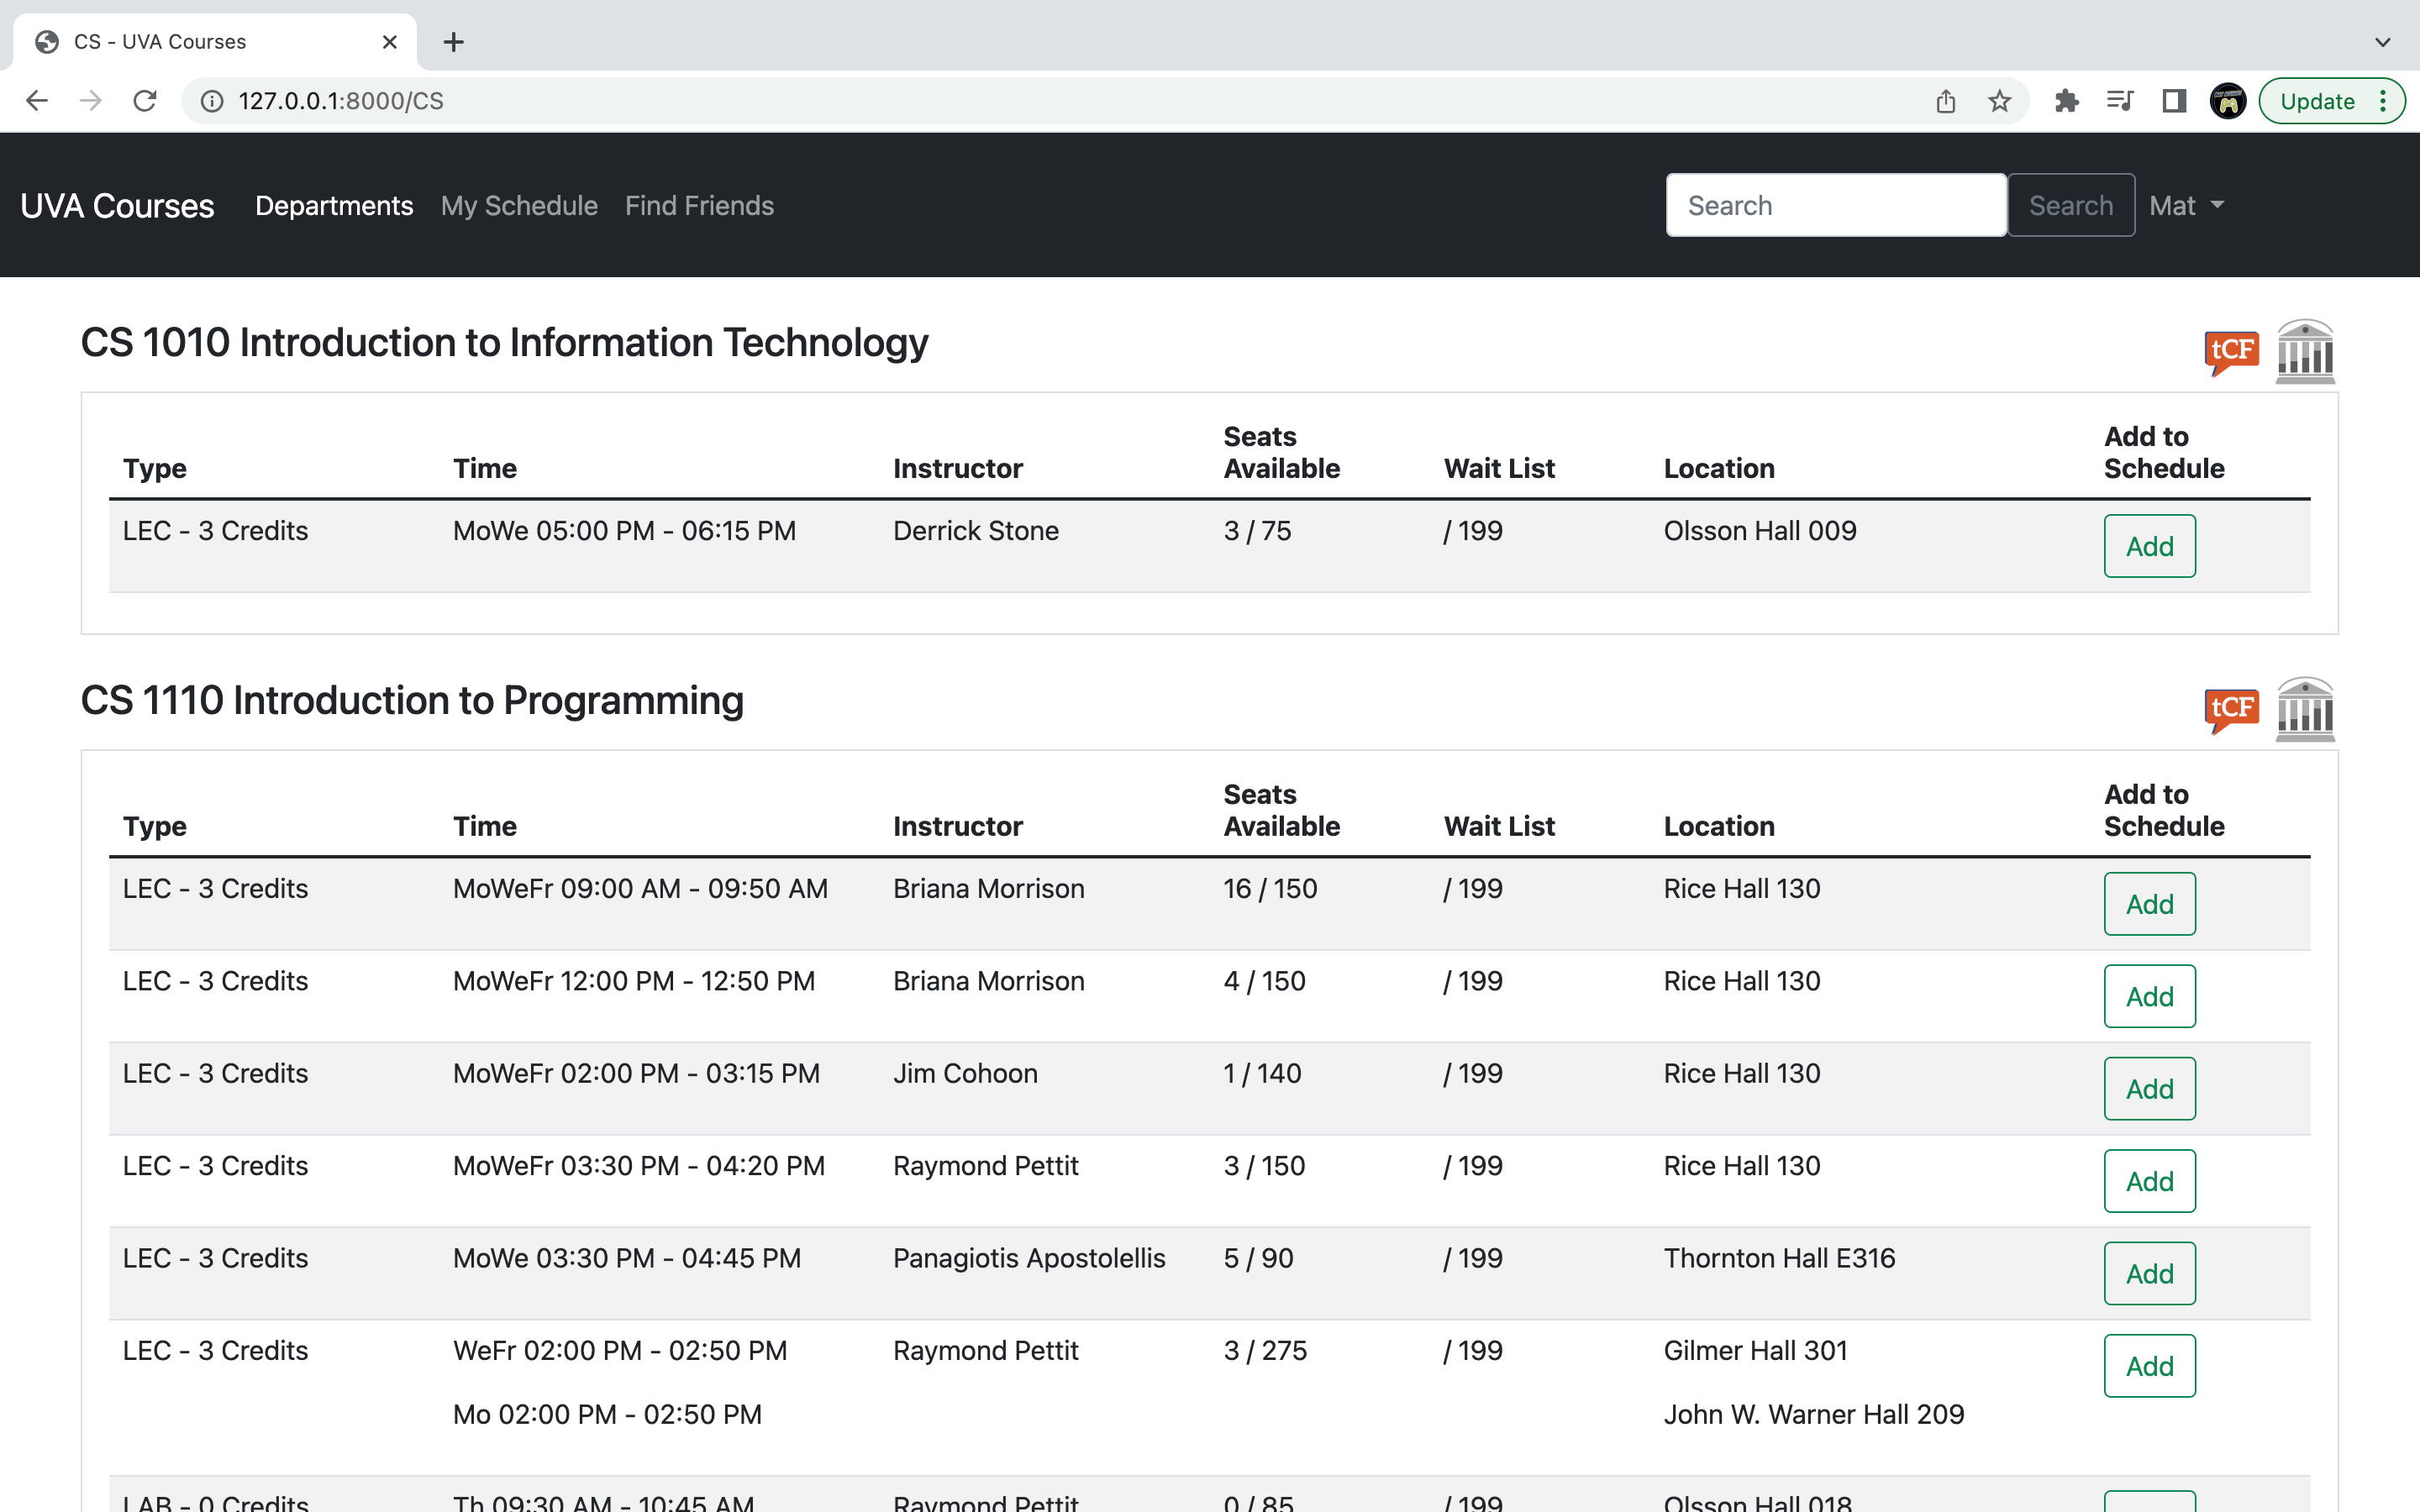 CS - UVA Courses
127.0.0.1:8000/CS
Update
UVA Courses Departments My Schedule Find Friends Search Search Mat
CS 1010 Introduction to Information Technology tCF
Type Time Instructor Seats Available Wait List Location Add to Schedule
LEC - 3 Credits MoWe 05:00 PM - 06:15 PM Derrick Stone 3 / 75 / 199 Olsson Hall 009 Add
CS 1110 Introduction to Programming tCF
Type Time Instructor Seats Available Wait List Location Add to Schedule
LEC - 3 Credits MoWeFr 09:00 AM - 09:50 AM Briana Morrison 16 / 150 / 199 Rice Hall 130 Add
LEC - 3 Credits MoWeFr 12:00 PM - 12:50 PM Briana Morrison 4 / 150 / 199 Rice Hall 130 Add
LEC - 3 Credits MoWeFr 02:00 PM - 03:15 PM Jim Cohoon 1 / 140 / 199 Rice Hall 130 Add
LEC - 3 Credits MoWeFr 03:30 PM - 04:20 PM Raymond Pettit 3 / 150 / 199 Rice Hall 130 Add
LEC - 3 Credits MoWe 03:30 PM - 04:45 PM Panagiotis Apostolellis 5 / 90 / 199 Thornton Hall E316 Add
LEC - 3 Credits WeFr 02:00 PM - 02:50 PM Raymond Pettit 3 / 275 / 199 Gilmer Hall 301 Add
Mo 02:00 PM - 02:50 PM John W. Warner Hall 209
LAB - 0 Credits Th 09:30 AM - 10:45 AM Raymond Pettit 0 / 85 / 199 Olsson Hall 018